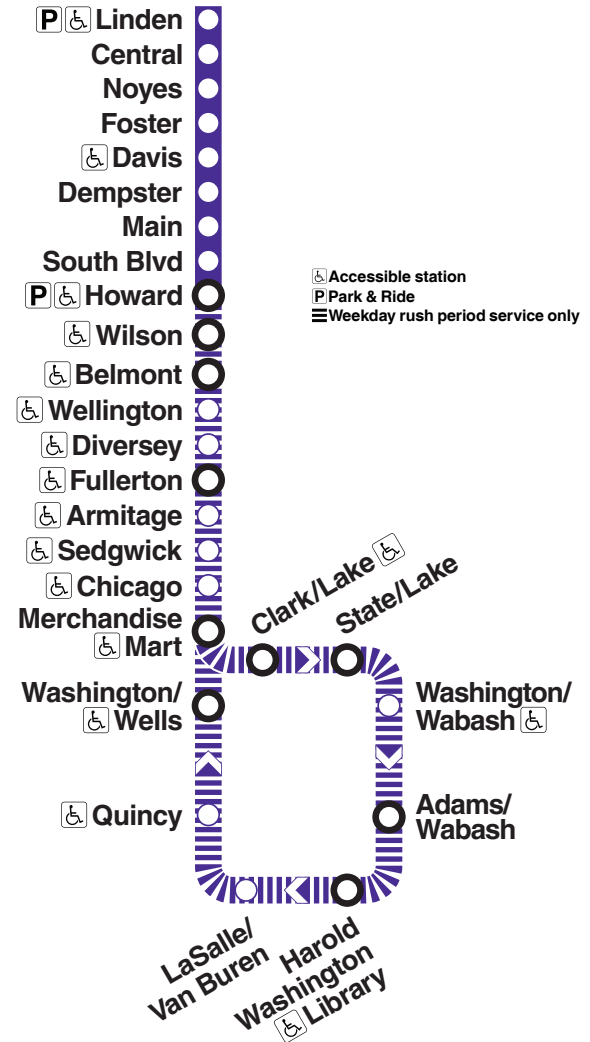 P Linden
Central
Noyes
Foster
Davis
Dempster
Main
South Blvd
P Howard
Wilson
Belmont
Wellington
Diversey
Fullerton
Armitage
Sedgwick
Chicago
Merchandise
Mart
Washington/
Wells
Quincy
Accessible station
P Park & Ride
Weekday rush period service only
Clark/Lake
State/Lake
Washington/
Wabash
Adams/
Wabash
LaSalle/
Van Buren
Harold
Washington
Library